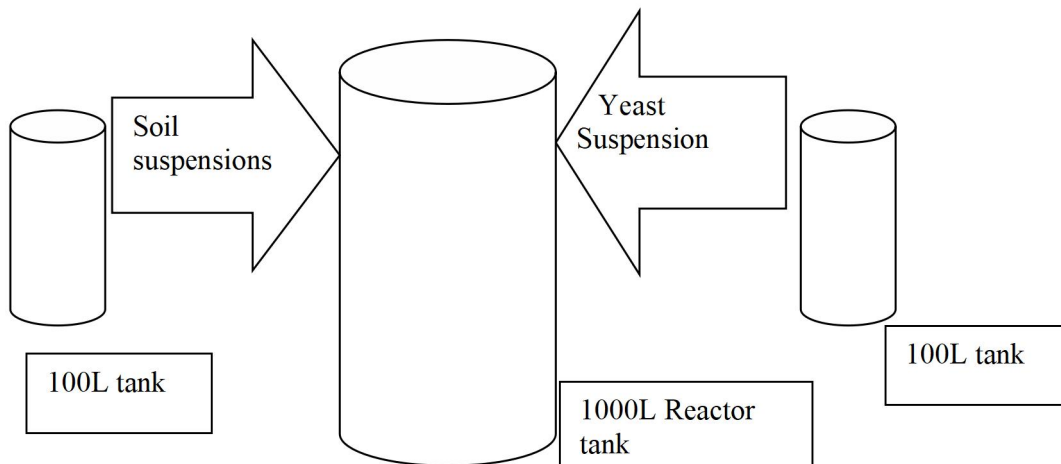 Soil
suspensions
Yeast
Suspension
100L tank
1000L Reactor
tank
100L tank